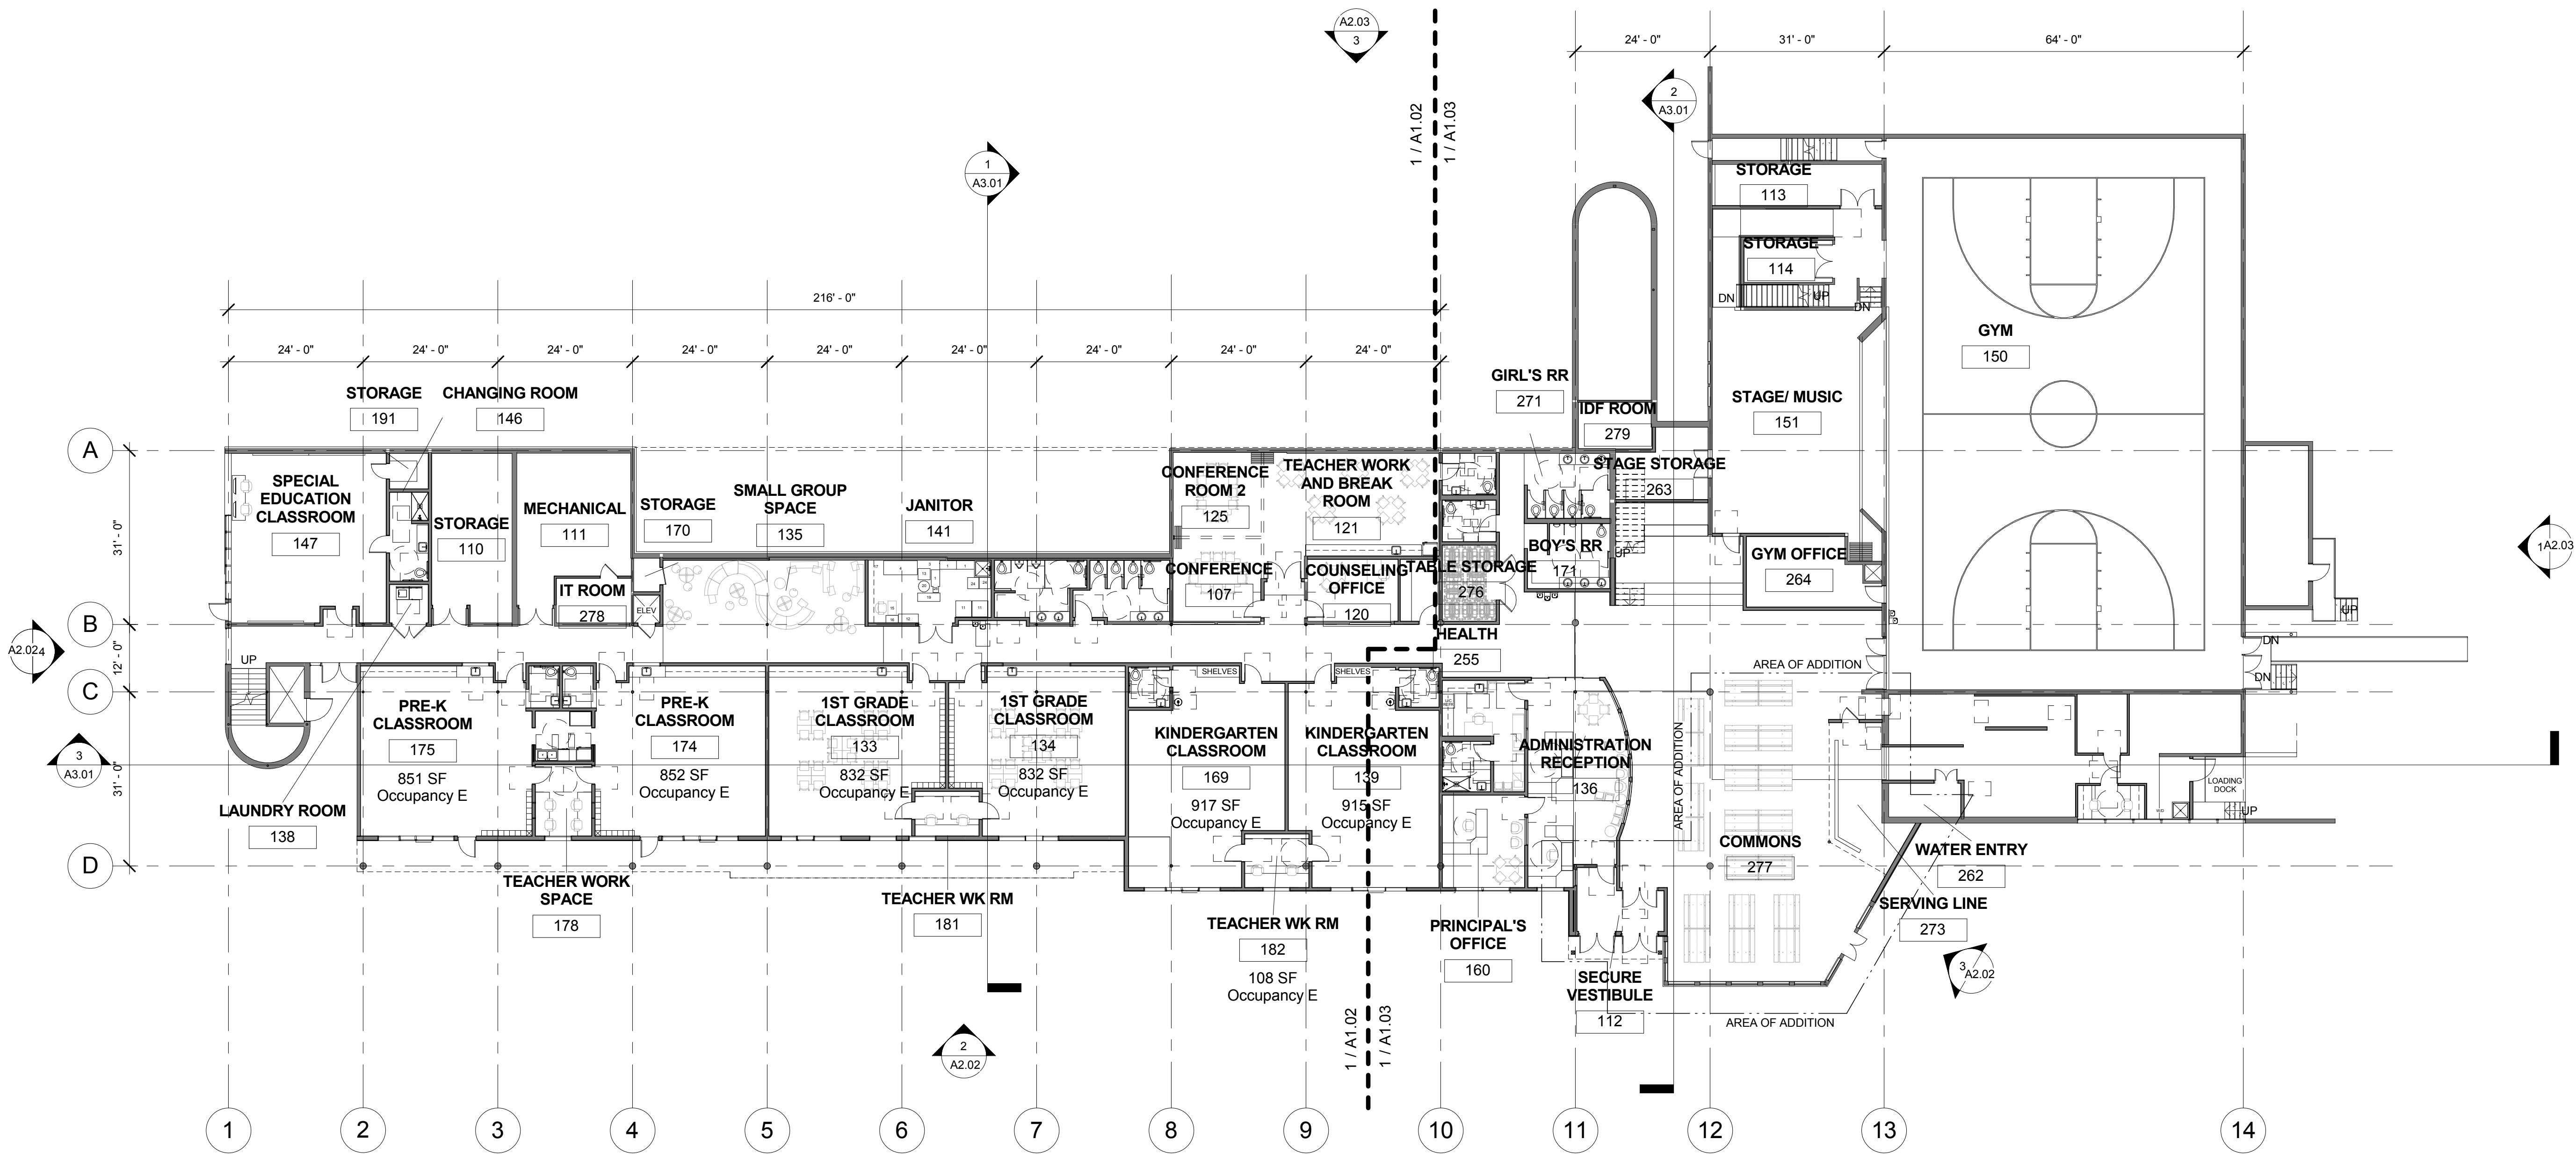 A2.03
3
24' - 0"
31' - 0"
64' - 0"
1 / A1.02
1 / A1.03
2
A3.01
1
A3.01
216' - 0"
24' - 0"
24' - 0"
24' - 0"
24' - 0"
24' - 0"
24' - 0"
24' - 0"
24' - 0"
24' - 0"
STORAGE
113
STORAGE
114
DN
UP
DN
GYM
150
STAGE/ MUSIC
151
GIRL'S RR
271
IDF ROOM
279
STORAGE
191
CHANGING ROOM
146
A
SPECIAL
EDUCATION
CLASSROOM
147
STORAGE
110
MECHANICAL
111
STORAGE
170
SMALL GROUP
SPACE
135
JANITOR
141
CONFERENCE
ROOM 2
125
TEACHER WORK
AND BREAK
ROOM
121
STAGE STORAGE
263
31' - 0"
IT ROOM
278
ELEV
CONFERENCE
107
COUNSELING
OFFICE
120
TABLE STORAGE
276
BOY'S RR
171
UP
GYM OFFICE
264
1
A2.03
UP
B
A2.02
4
12' - 0"
UP
HEALTH
255
SHELVES
SHELVES
AREA OF ADDITION
DN
DN
C
PRE-K
CLASSROOM
175
851 SF
Occupancy E
PRE-K
CLASSROOM
174
852 SF
Occupancy E
1ST GRADE
CLASSROOM
133
832 SF
Occupancy E
1ST GRADE
CLASSROOM
134
832 SF
Occupancy E
KINDERGARTEN
CLASSROOM
169
917 SF
Occupancy E
KINDERGARTEN
CLASSROOM
139
915 SF
Occupancy E
ADMINISTRATION
RECEPTION
136
AREA OF ADDITION
LOADING
DOCK
UP
3
A3.01
31' - 0"
LAUNDRY ROOM
138
COMMONS
277
WATER ENTRY
262
SERVING LINE
273
D
TEACHER WORK
SPACE
178
TEACHER WK RM
181
TEACHER WK RM
182
108 SF
Occupancy E
PRINCIPAL'S
OFFICE
160
SECURE
VESTIBULE
112
3
A2.02
AREA OF ADDITION
2
A2.02
1 / A1.02
1 / A1.03
1
2
3
4
5
6
7
8
9
10
11
12
13
14